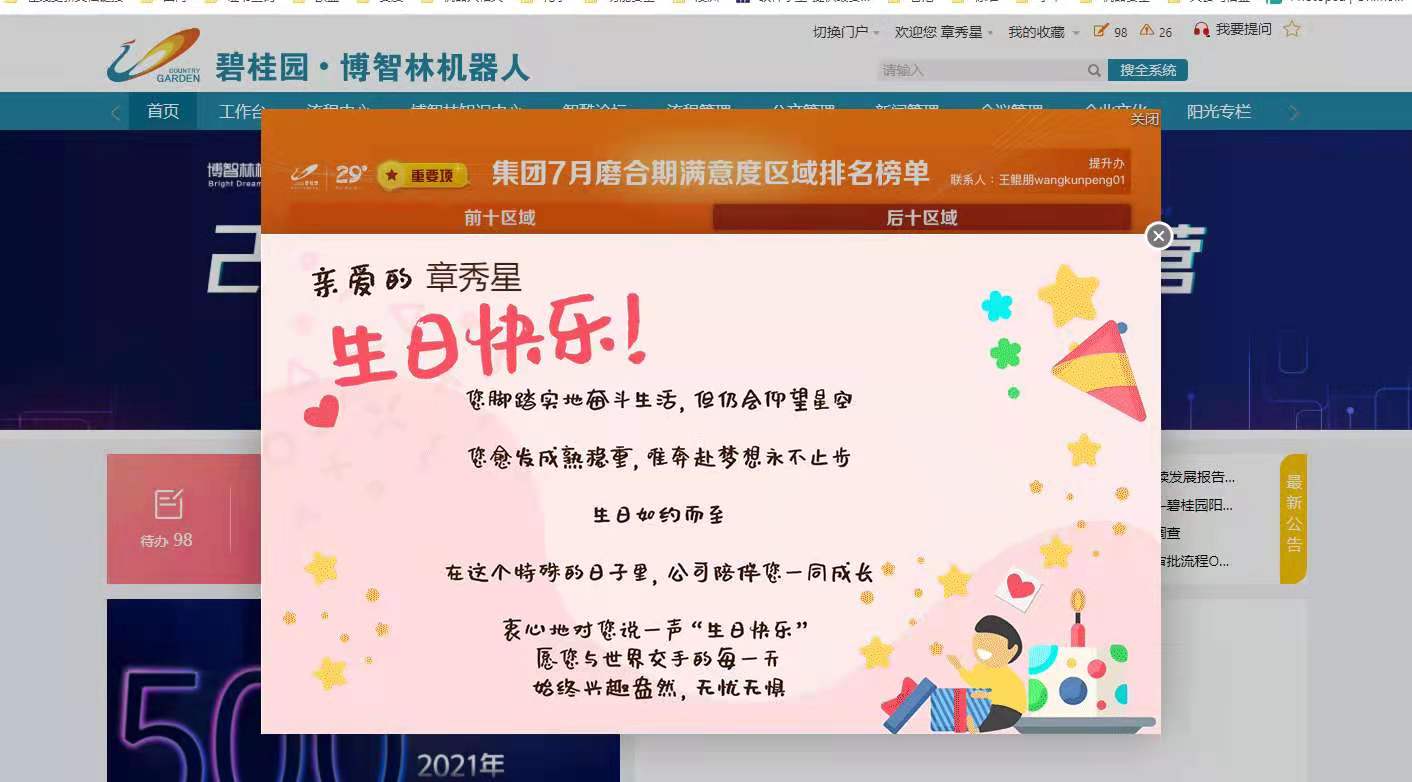 切换门户
欢迎您 章秀星
我的收藏
98
26
我要提问
COUNTRY
GARDEN
碧桂园·博智林机器人
请输入
搜全系统
首页
工作台
阳光专栏
关闭
博智林
Bright Dream
29°
重要项
集团7月磨合期满意度区域排名榜单
提升办
联系人：王鲲朋wangkunpeng01
前十区域
后十区域
亲爱的 章秀星
生日快乐！
您脚踏实地奋斗生活，但仍会仰望星空
您愈发成熟稳重，唯奔赴梦想永不止步
生日如约而至
在这个特殊的日子里，公司陪伴您一同成长
衷心地对您说一声“生日快乐”
愿您与世界交手的每一天
始终兴趣盎然，无忧无惧
待办 98
续发展报告...
碧桂园阳...
调查
审批流程O...
最新公告
500
2021年